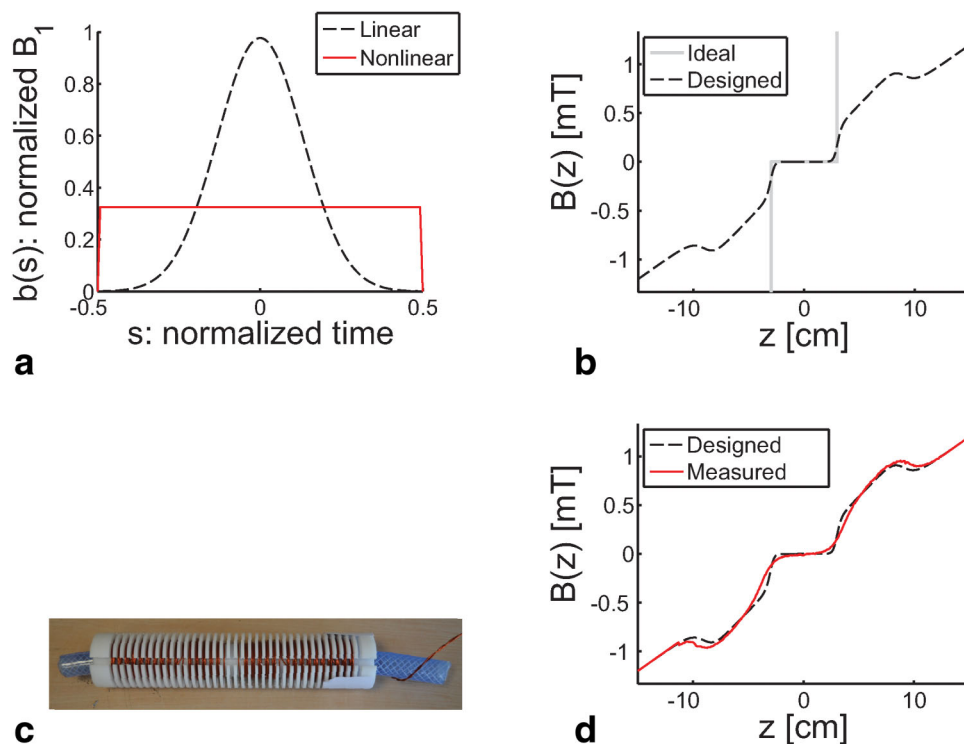 a
b(s): normalized B1
1
0.8
0.6
0.4
0.2
0
-0.5
0
0.5
s: normalized time
Linear
Nonlinear
b
B(z) [mT]
1
0.5
0
-0.5
-1
-10
0
10
z [cm]
Ideal
Designed
c
d
B(z) [mT]
1
0.5
0
-0.5
-1
-10
0
10
z [cm]
Designed
Measured